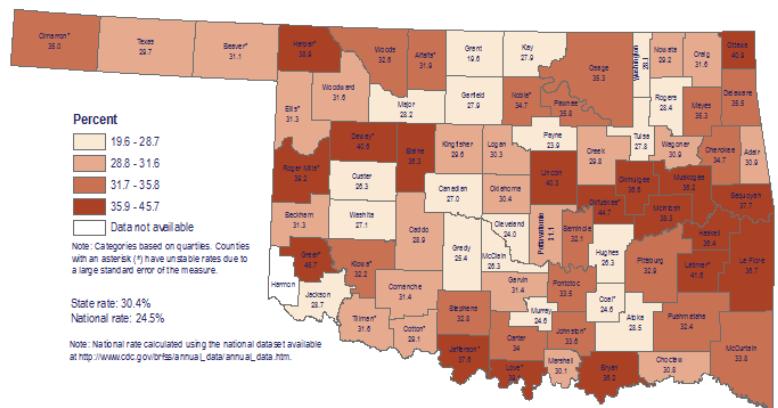 Cimarron*
35.0
Texas
29.7
Beaver*
31.1
Harper*
38.9
Woods
32.6
Alfalfa*
31.9
Grant
19.6
Kay
27.9
Osage
35.3
Washington
28.1
Nowata
29.2
Craig
31.6
Ottawa
40.9
Ellis*
31.3
Woodward
31.6
Major
28.2
Garfield
27.9
Noble*
34.7
Pawnee
35.8
Rogers
28.4
Mayes
35.3
Delaware
35.5
Percent
19.6 - 28.7
28.8 - 31.6
31.7 - 35.8
35.9 - 45.7
Data not available
Note: Categories based on quartiles. Counties
with an asterisk (*) have unstable rates due to
a large standard error of the measure.
State rate: 30.4%
National rate: 24.5%
Note: National rate calculated using the national dataset available
at http://www.cdc.gov/brfss/annual_data/annual_data.htm.
Roger Mills*
39.2
Dewey*
40.6
Custer
26.3
Blaine
36.3
Kingfisher
29.6
Logan
30.3
Payne
23.9
Creek
29.8
Tulsa
27.8
Wagoner
30.9
Cherokee
34.7
Adair
30.9
Beckham
31.3
Washita
27.1
Canadian
27.0
Oklahoma
30.4
Lincoln
40.3
Okfuskee*
44.7
Okmulgee
36.6
Muskogee
36.2
Sequoyah
37.7
McIntosh
38.3
Haskell
36.4
Greer*
45.7
Kiowa*
32.2
Caddo
28.9
Grady
25.4
Cleveland
24.0
McClain
26.3
Pottawatomie
31.1
Seminole
32.1
Hughes
26.3
Pittsburg
32.9
Latimer*
41.6
Le Flore
36.7
Harmon
Jackson
28.7
Tillman*
31.6
Comanche
31.4
Cotton*
29.1
Stephens
32.8
Garvin
31.4
Murray
24.6
Pontotoc
33.5
Coal*
24.6
Atoka
28.5
Pushmataha
32.4
McCurtain
33.8
Jefferson*
37.6
Carter
34
Love*
Johnston*
33.6
Marshall
30.1
Bryan
36.2
Choctaw
30.8